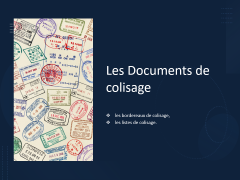 Les Documents de
colisage
❖ les bordereaux de colisage,
❖ les listes de colisage.